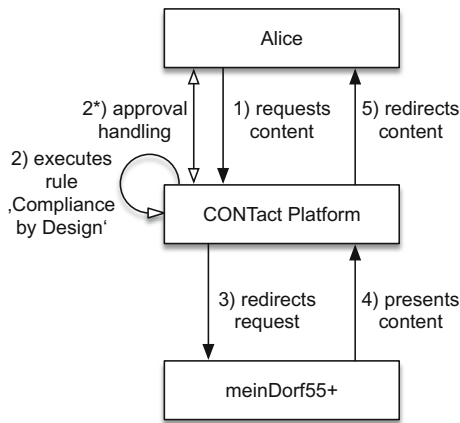 Alice
2*) approval
handling
1) requests
content
5) redirects
content
2) executes
rule
‚Compliance
by Design‘
CONTact Platform
3) redirects
request
4) presents
content
meinDorf55+